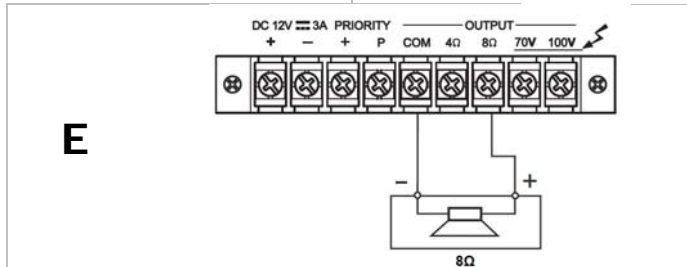 DC 12V ⎓ 3A PRIORITY OUTPUT
+ − + P COM 4Ω 8Ω 70V 100V
E
− +
8Ω